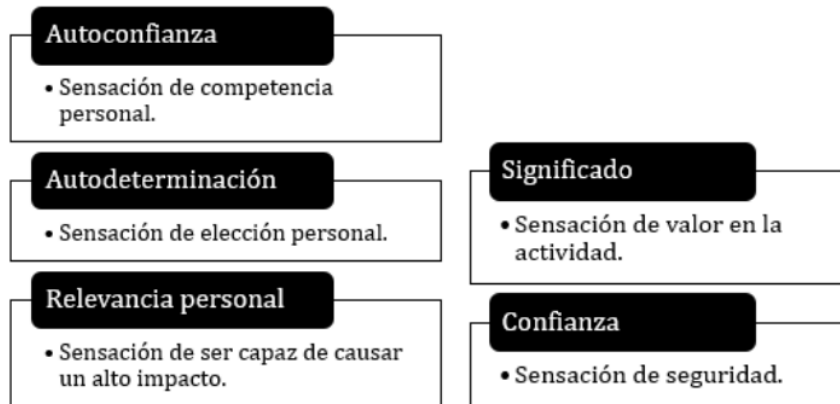 Autoconfianza
• Sensación de competencia
personal.
Autodeterminación
• Sensación de elección personal.
Relevancia personal
• Sensación de ser capaz de causar
un alto impacto.
Significado
• Sensación de valor en la
actividad.
Confianza
• Sensación de seguridad.